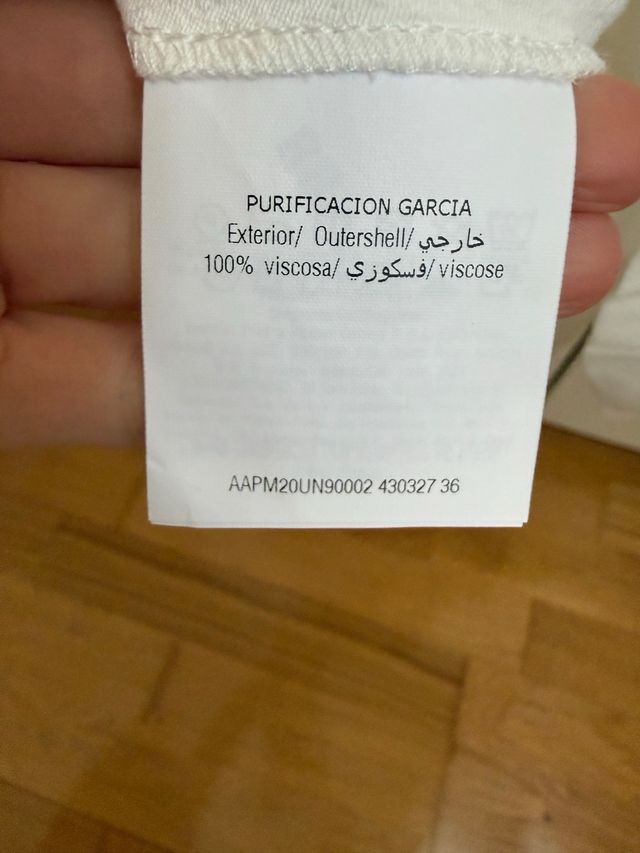 PURIFICACION GARCIA
Exterior/ Outershell/ خارجي
100% viscosa/ فسكوزي/ viscose
AAPM20UN90002 430327 36